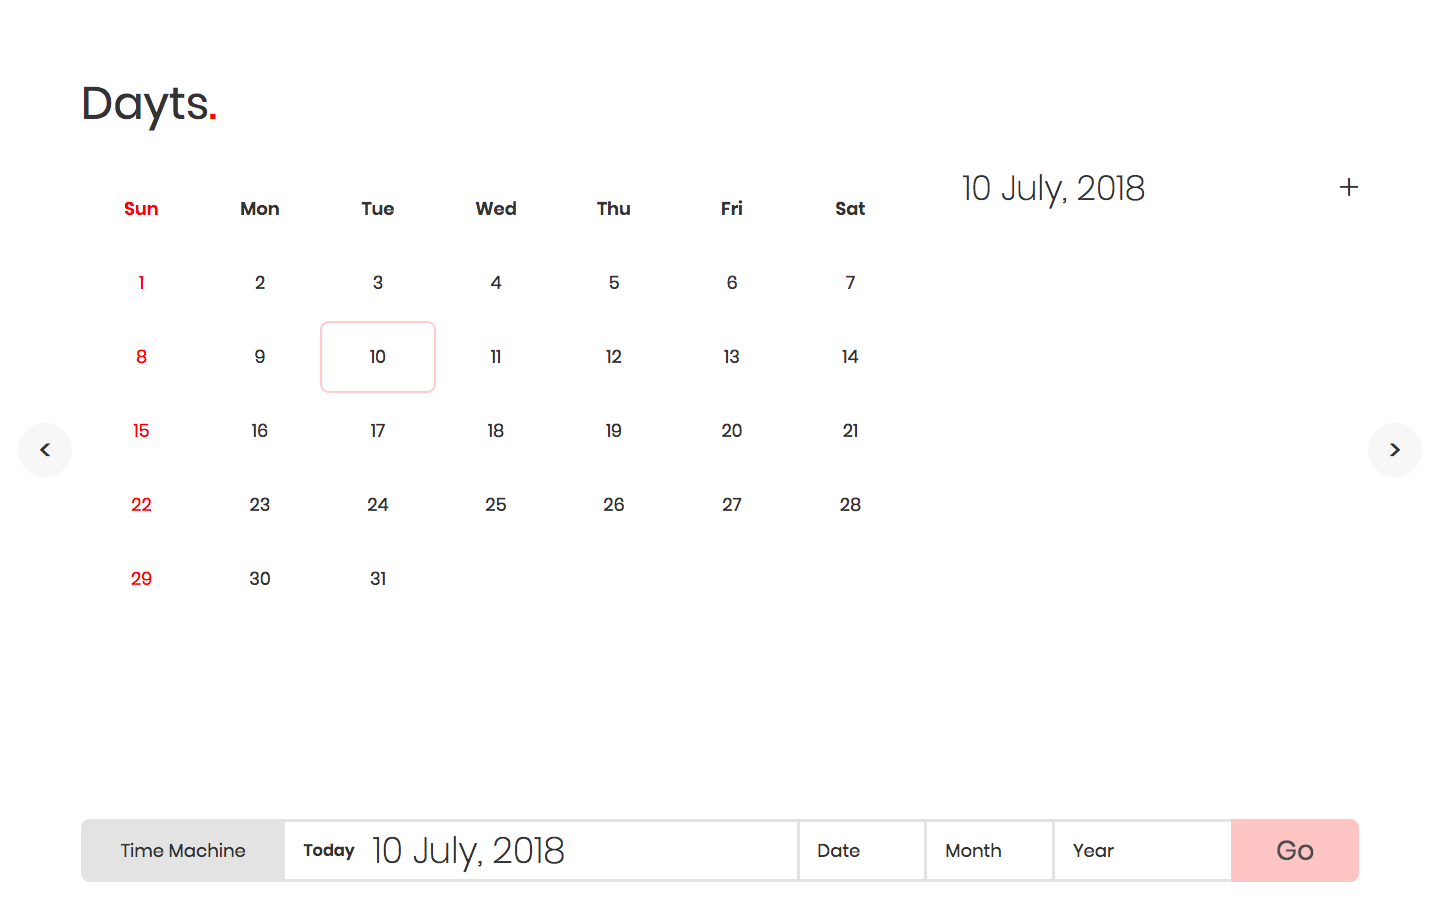 Dayts.
10 July, 2018 +
Sun Mon Tue Wed Thu Fri Sat
1 2 3 4 5 6 7
8 9 10 11 12 13 14
15 16 17 18 19 20 21
< >
22 23 24 25 26 27 28
29 30 31
Time Machine Today 10 July, 2018 Date Month Year Go